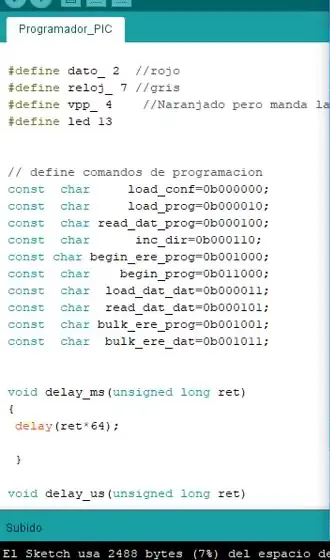 Programador_PIC
#define dato_ 2 //rojo
#define reloj_ 7 //gris
#define vpp_ 4 //Naranjado pero manda la
#define led 13
// define comandos de programacion
const char load_conf=0b000000;
const char load_prog=0b000010;
const char read_dat_prog=0b000100;
const char inc_dir=0b000110;
const char begin_ere_prog=0b001000;
const char begin_prog=0b011000;
const char load_dat_dat=0b000011;
const char read_dat_dat=0b000101;
const char bulk_ere_prog=0b001001;
const char bulk_ere_dat=0b001011;
void delay_ms(unsigned long ret)
{
delay(ret*64);
}
void delay_us(unsigned long ret)
Subido
El Sketch usa 2488 bytes (7%) del espacio de